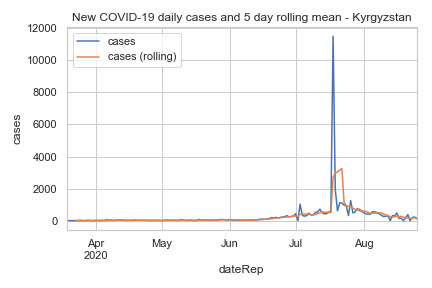 New COVID-19 daily cases and 5 day rolling mean - Kyrgyzstan
12000
10000
8000
6000
4000
2000
0
cases
cases
cases (rolling)
Apr
2020
May
Jun
Jul
Aug
dateRep